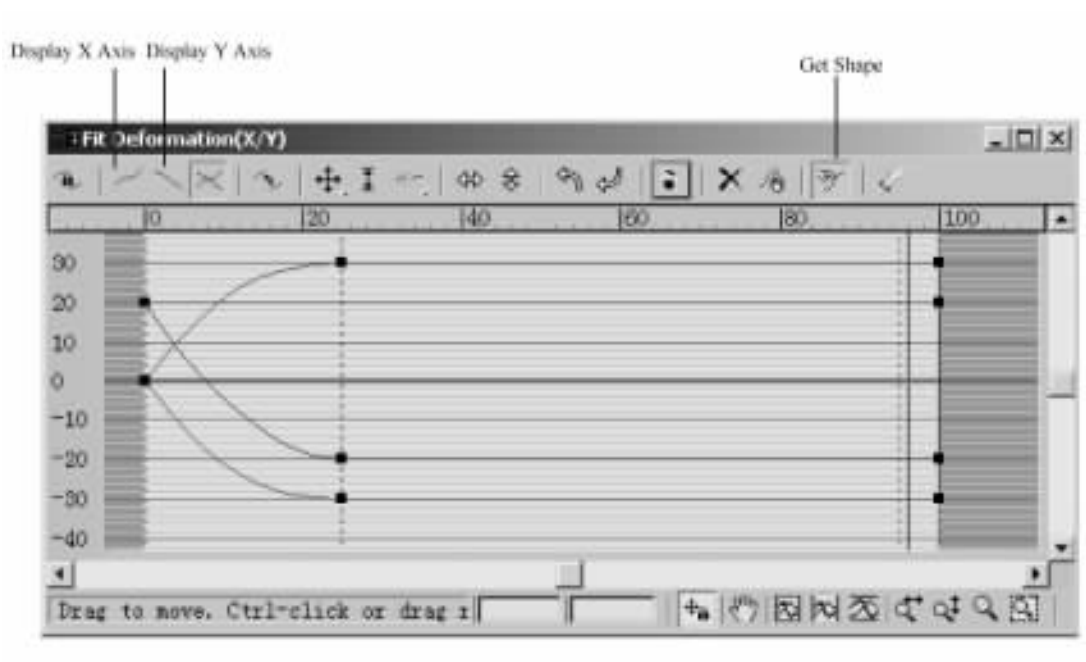 Display X Axis Display Y Axis
Get Shape
Fit Deformation(X/Y)
0 20 40 60 80 100
30
20
10
0
-10
-20
-30
-40
Drag to move. Ctrl-click or drag